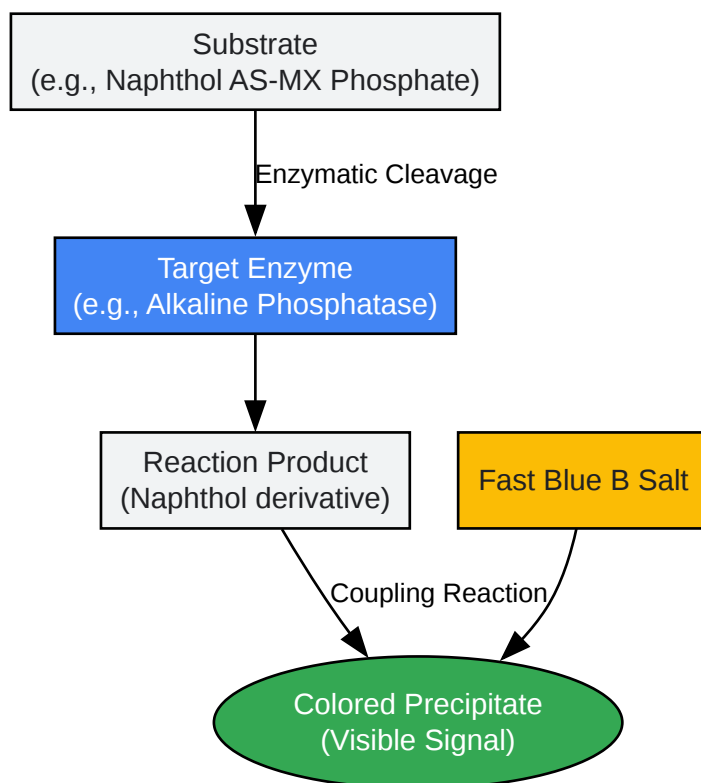 Substrate
(e.g., Naphthol AS-MX Phosphate)
Enzymatic Cleavage
Target Enzyme
(e.g., Alkaline Phosphatase)
Reaction Product
(Naphthol derivative)
Fast Blue B Salt
Coupling Reaction
Colored Precipitate
(Visible Signal)